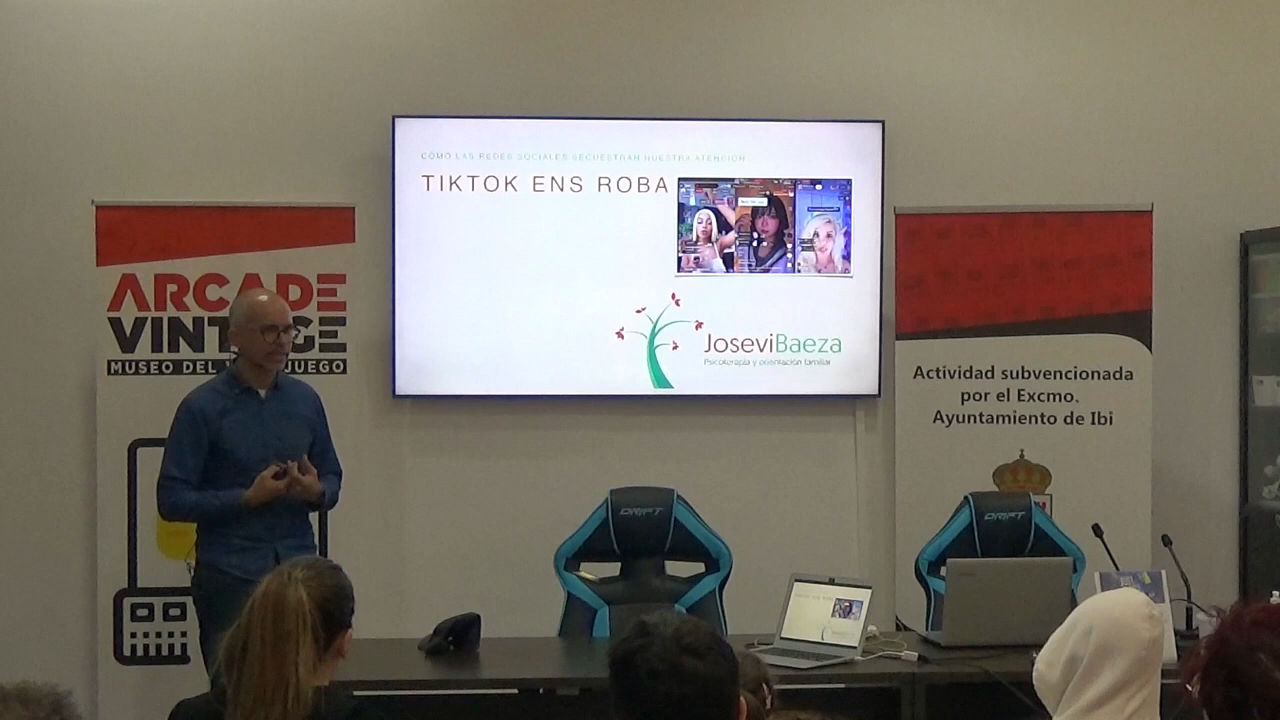 CÓMO LAS REDES SOCIALES SECUESTRAN NUESTRA ATENCIÓN
TIKTOK ENS ROBA
JoseviBaeza
Psicoterapia y orientación familiar
ARCADE
VINTAGE
MUSEO DEL JUEGO
Actividad subvencionada
por el Excmo.
Ayuntamiento de Ibi
DRIFT
DRIFT